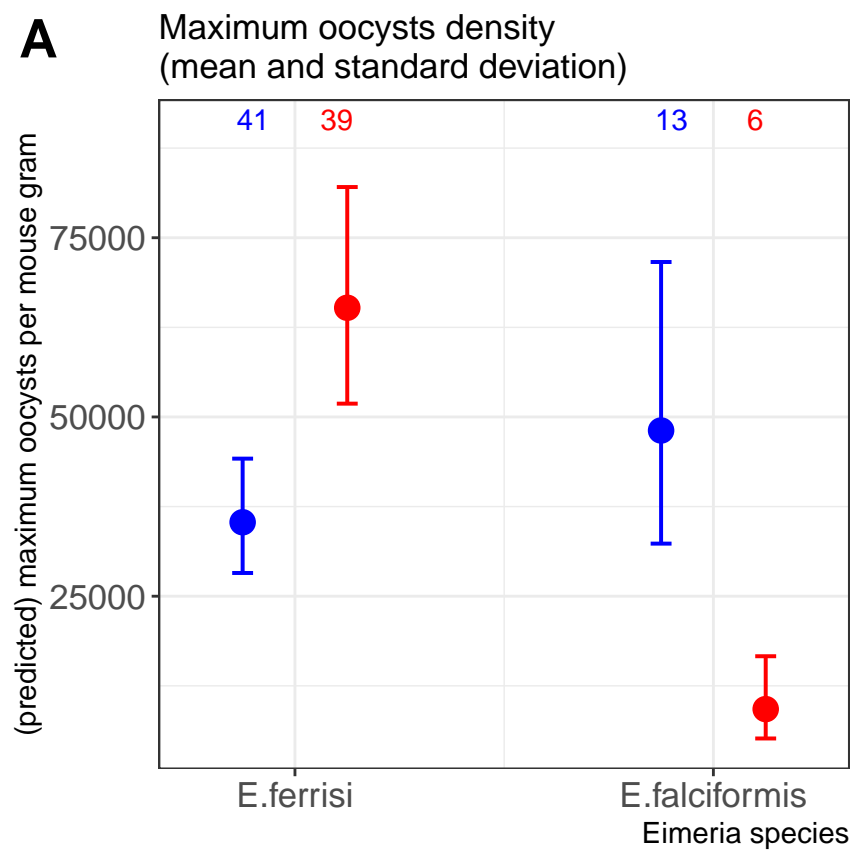 A
Maximum oocysts density
(mean and standard deviation)
41 39 13 6
(predicted) maximum oocysts per mouse gram
75000
50000
25000
E.ferrisi E.falciformis
Eimeria species